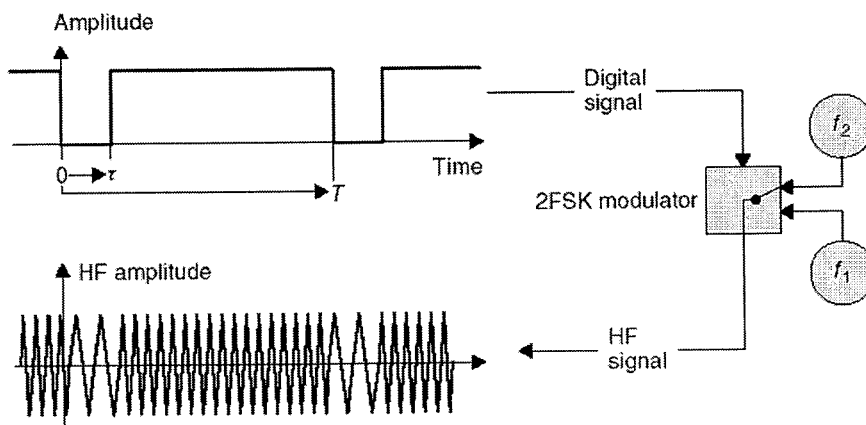 Amplitude
Digital
signal
f2
0
τ
T
Time
2FSK modulator
f1
HF amplitude
HF
signal